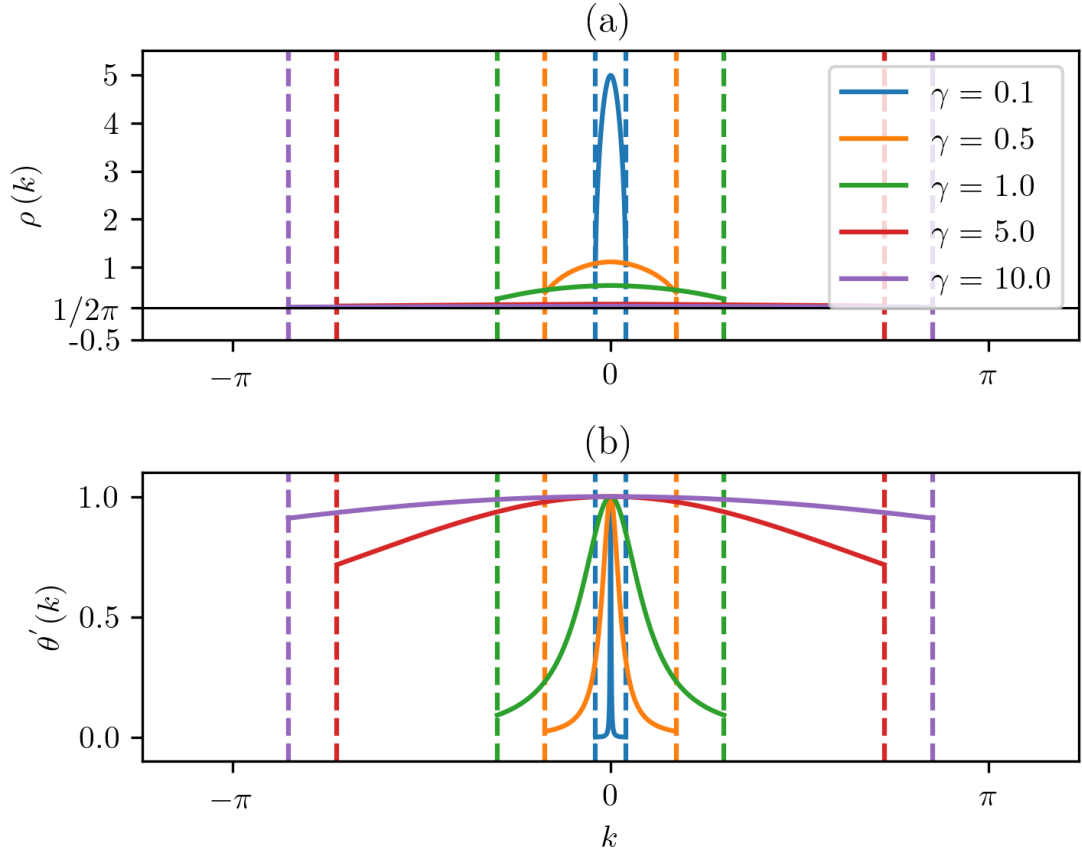 (a)
5
4
3
2
1
1/2π
-0.5
ρ (k)
γ = 0.1
γ = 0.5
γ = 1.0
γ = 5.0
γ = 10.0
−π
0
π
(b)
1.0
0.5
0.0
θ′(k)
−π
0
π
k